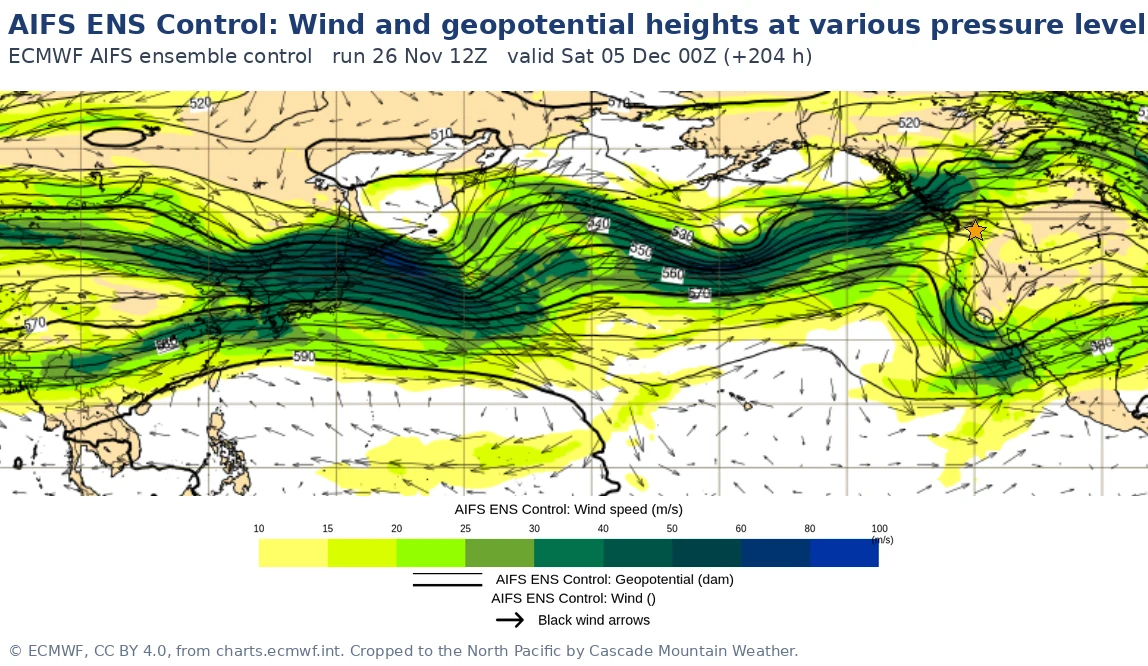 AIFS ENS Control: Wind and geopotential heights at various pressure level
ECMWF AIFS ensemble control run 26 Nov 12Z valid Sat 05 Dec 00Z (+204 h)
520
510
570
520
540
530
550
560
570
570
580
590
580
AIFS ENS Control: Wind speed (m/s)
10 15 20 25 30 40 50 60 80 100
(m/s)
AIFS ENS Control: Geopotential (dam)
AIFS ENS Control: Wind ()
Black wind arrows
© ECMWF, CC BY 4.0, from charts.ecmwf.int. Cropped to the North Pacific by Cascade Mountain Weather.